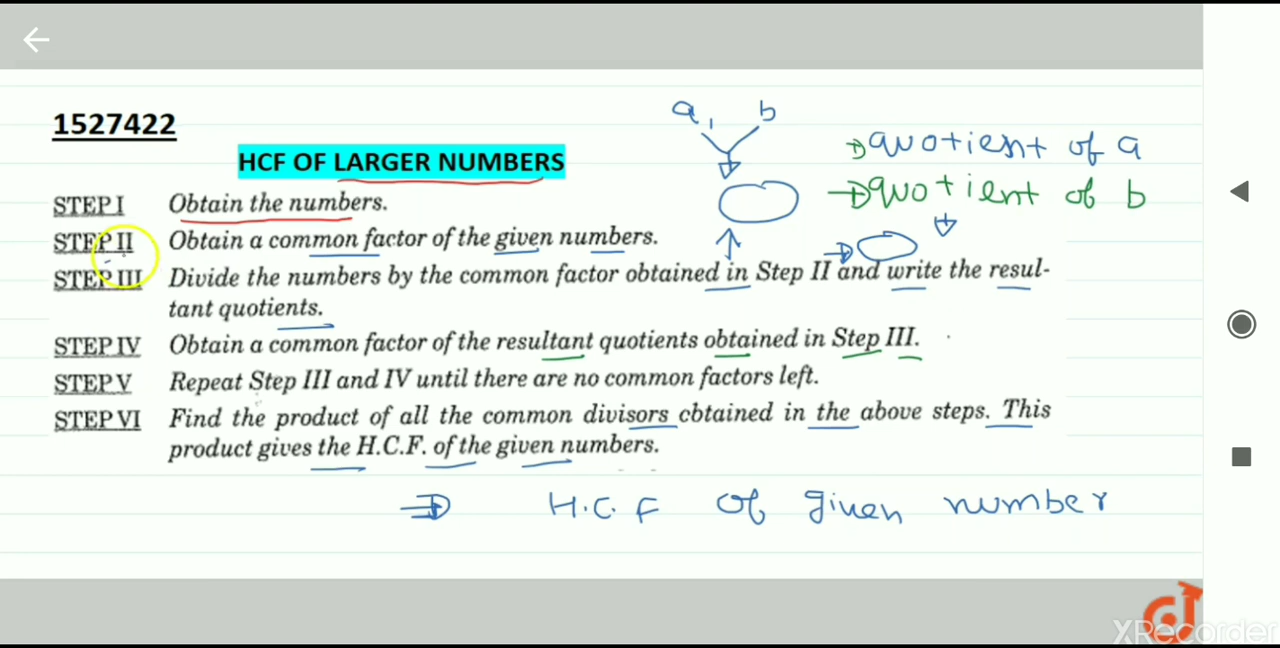 1527422
a, b
HCF OF LARGER NUMBERS
→ quotient of a
→ quotient of b
STEP I Obtain the numbers.
STEP II Obtain a common factor of the given numbers.
STEP III Divide the numbers by the common factor obtained in Step II and write the resul-
tant quotients.
STEP IV Obtain a common factor of the resultant quotients obtained in Step III.
STEP V Repeat Step III and IV until there are no common factors left.
STEP VI Find the product of all the common divisors cbtained in the above steps. This
product gives the H.C.F. of the given numbers.
⇒ H.C.F of given number
XRecorder